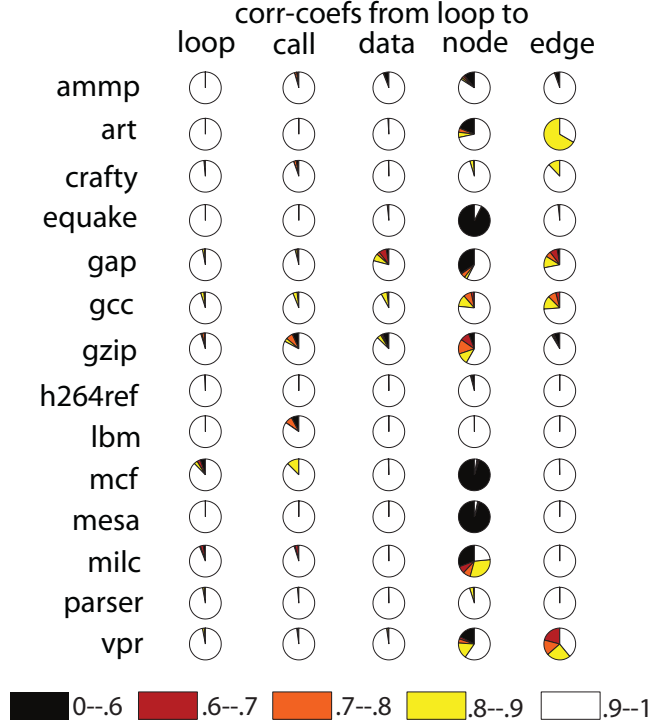 corr-coefs from loop to
loop call data node edge
ammp
art
crafty
equake
gap
gcc
gzip
h264ref
lbm
mcf
mesa
milc
parser
vpr
0--.6 .6--.7 .7--.8 .8--.9 .9--1